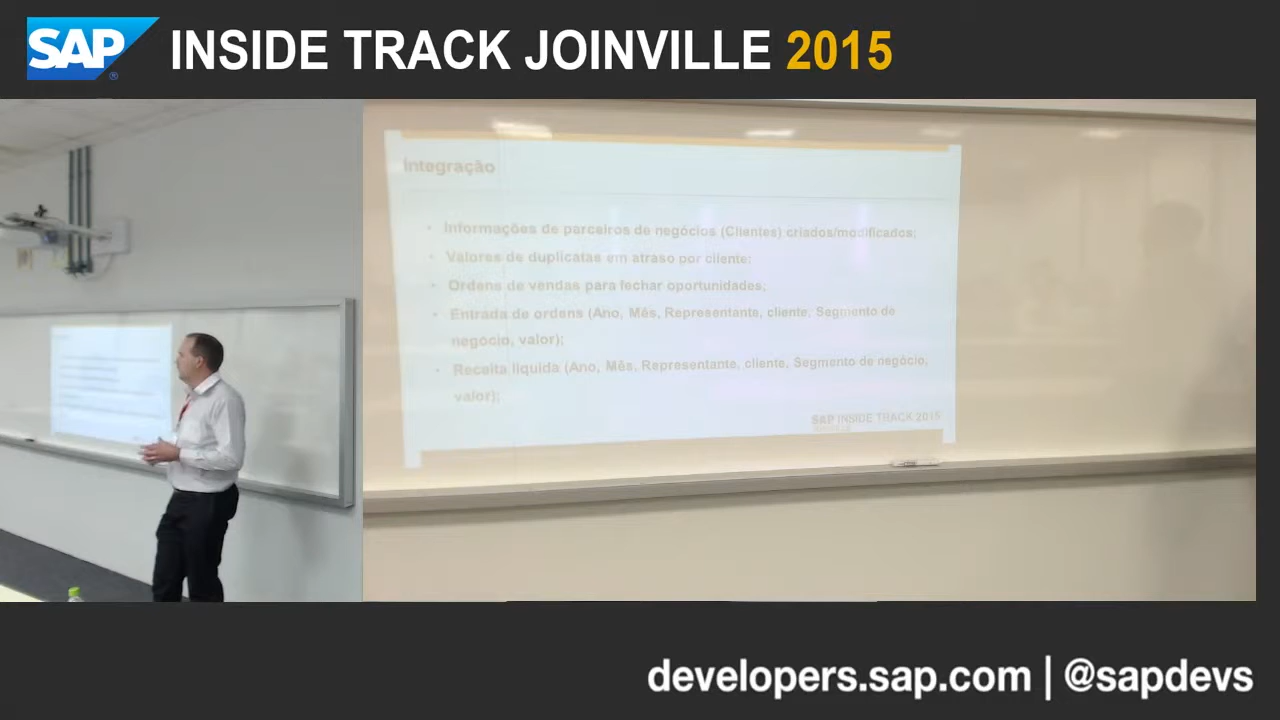 SAP
INSIDE TRACK JOINVILLE 2015
Integração
• Informações de parceiros de negócios (Clientes) criados/modificados;
• Valores de duplicatas em atraso por cliente;
• Ordens de vendas para fechar oportunidades;
• Entrada de ordens (Ano, Mês, Representante, cliente, Segmento de
negócio, valor);
• Receita líquida (Ano, Mês, Representante, cliente, Segmento de negócio,
valor);
SAP INSIDE TRACK 2015
JOINVILLE
developers.sap.com | @sapdevs